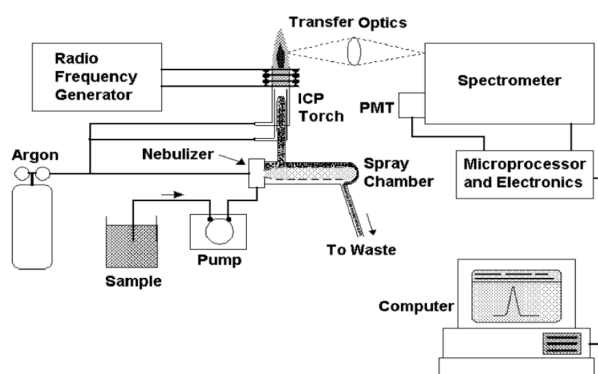 Transfer Optics
Radio
Frequency
Generator
Spectrometer
ICP
Torch
PMT
Argon
Nebulizer
Spray
Chamber
Microprocessor
and Electronics
To Waste
Pump
Sample
Computer